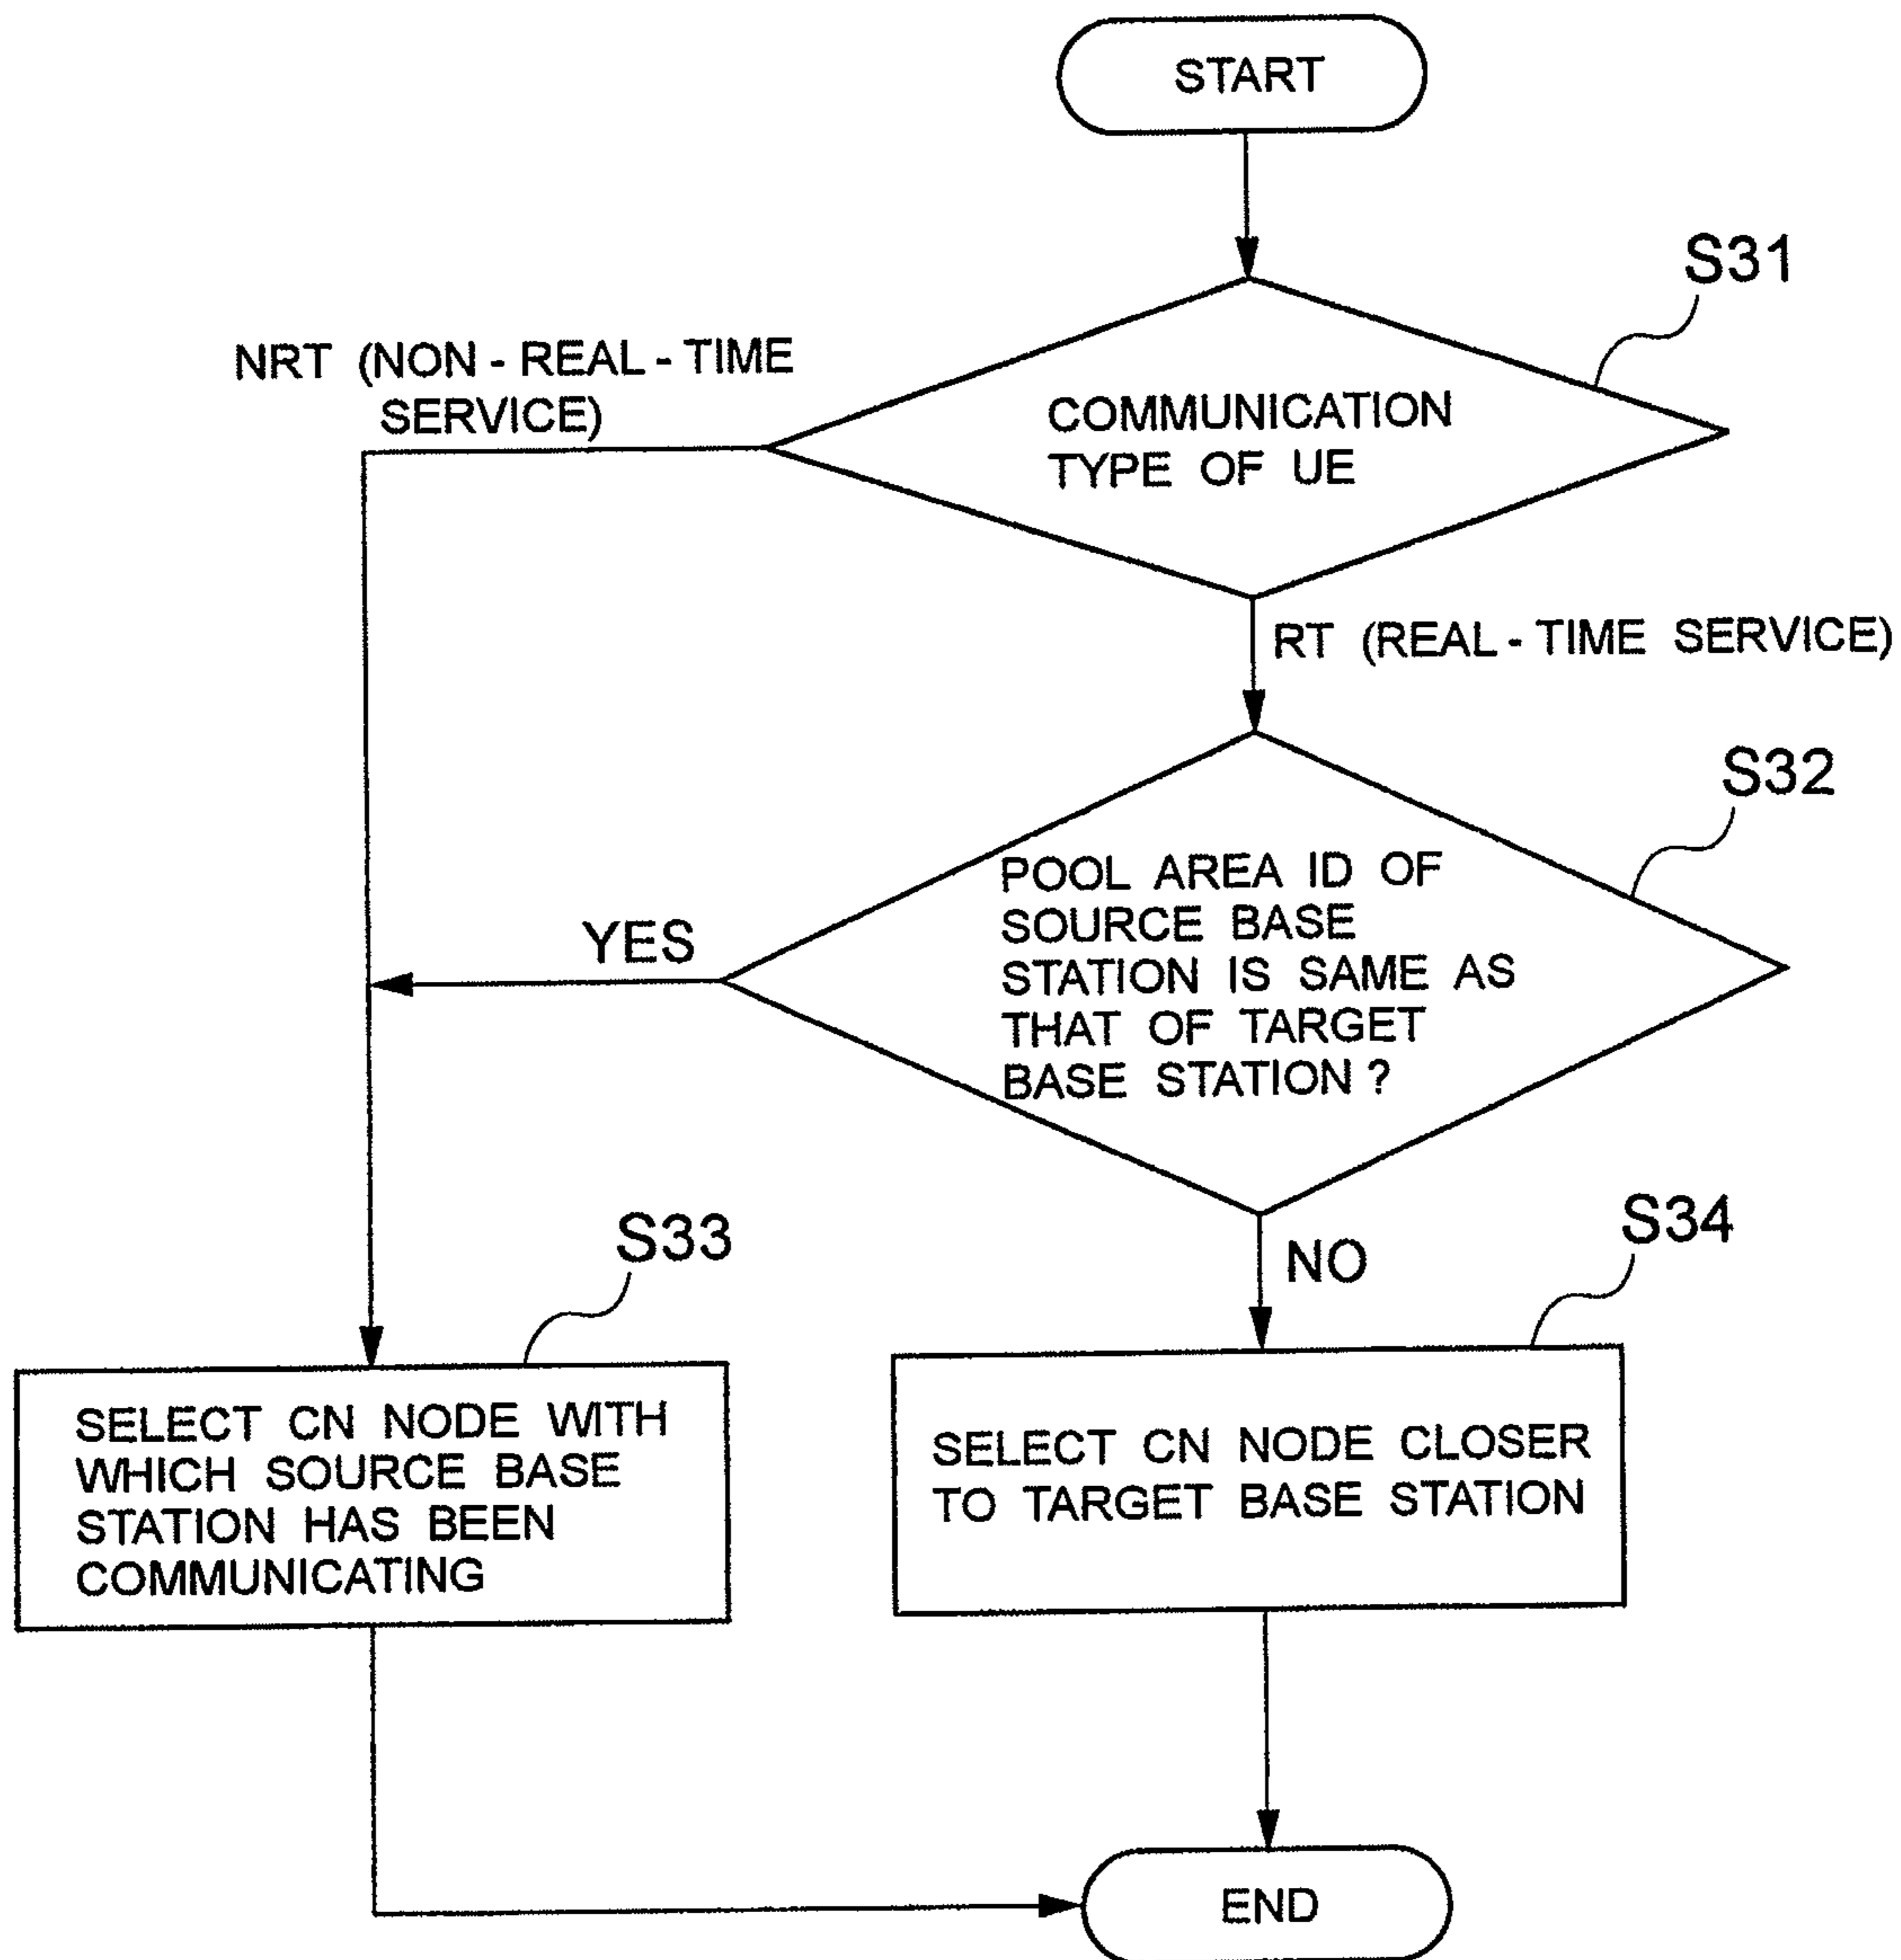 START
S31
NRT (NON - REAL - TIME
SERVICE)
COMMUNICATION
TYPE OF UE
RT (REAL - TIME SERVICE)
S32
POOL AREA ID OF
SOURCE BASE
STATION IS SAME AS
THAT OF TARGET
BASE STATION ?
YES
NO
S33
SELECT CN NODE WITH
WHICH SOURCE BASE
STATION HAS BEEN
COMMUNICATING
S34
SELECT CN NODE CLOSER
TO TARGET BASE STATION
END